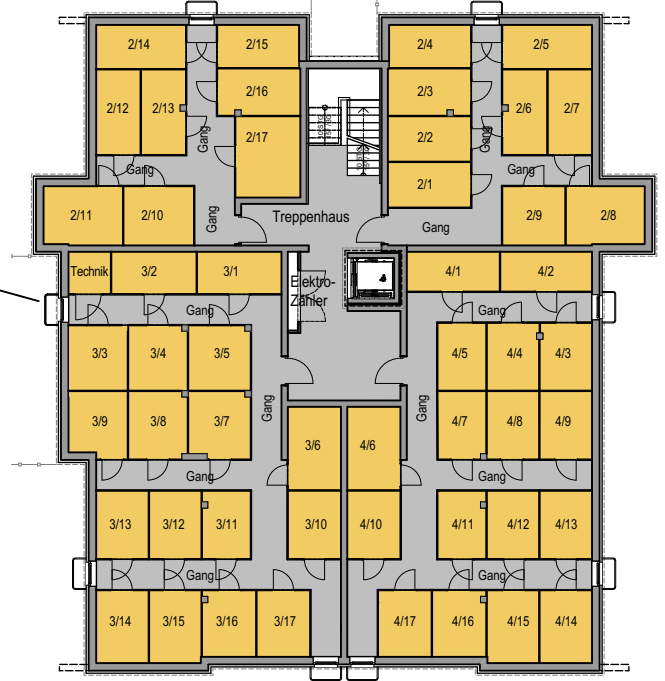 2/14
2/15
2/4
2/5
2/12
2/13
2/16
2/3
2/6
2/7
2/17
Gang
2/2
Gang
Gang
2/1
Gang
2/11
2/10
Gang
Treppenhaus
Gang
2/9
2/8
Technik
3/2
3/1
Elektro-
Zähler
4/1
4/2
Gang
Gang
3/3
3/4
3/5
4/5
4/4
4/3
3/9
3/8
3/7
Gang
Gang
4/7
4/8
4/9
3/6
4/6
Gang
Gang
3/13
3/12
3/11
3/10
4/10
4/11
4/12
4/13
Gang
Gang
3/14
3/15
3/16
3/17
4/17
4/16
4/15
4/14